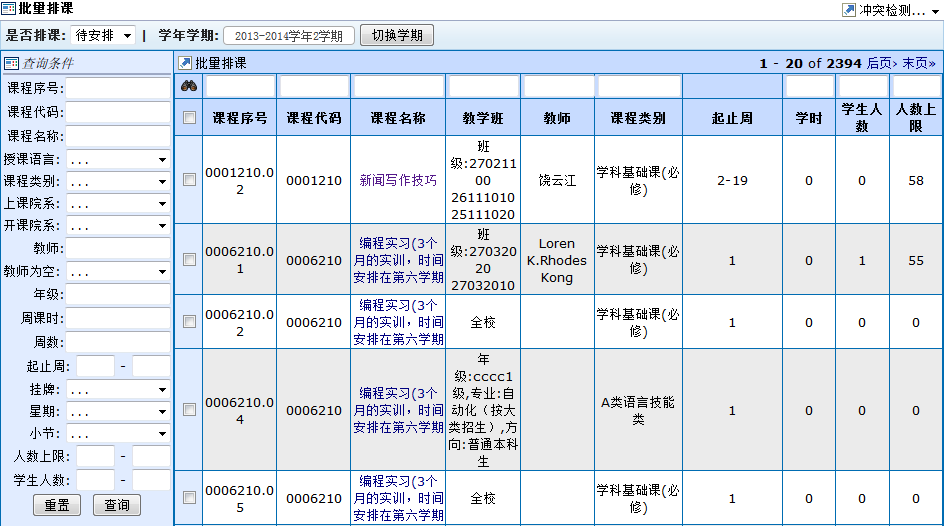 批量排课
冲突检测...
是否排课: 待安排 | 学年学期: 2013-2014学年2学期 切换学期
查询条件
课程序号:
课程代码:
课程名称:
授课语言: ...
课程类别: ...
上课院系: ...
开课院系: ...
教师:
教师为空: ...
年级:
周课时:
周数:
起止周: -
挂牌: ...
星期: ...
小节: ...
人数上限: -
学生人数: -
重置 查询
批量排课
1 - 20 of 2394 后页› 末页»
课程序号 课程代码 课程名称 教学班 教师 课程类别 起止周 学时 学生人
数 人数上
限
0001210.
02
0001210
新闻写作技巧
班
级:270211
00
26111010
25111020
饶云江
学科基础课(必
修)
2-19
0
0
58
0006210.
01
0006210
编程实习(3个
月的实训，时间
安排在第六学期
班
级:270320
20
27032010
Loren
K.Rhodes
Kong
学科基础课(必
修)
1
0
1
55
0006210.
02
0006210
编程实习(3个
月的实训，时间
安排在第六学期
全校
学科基础课(必
修)
1
0
0
0
0006210.
04
0006210
编程实习(3个
月的实训，时间
安排在第六学期
年
级:cccc1
级,专业:自
动化（按大
类招生）,方
向:普通本科
生
A类语言技能
类
1
0
0
0
0006210.
05
0006210
编程实习(3个
月的实训，时间
安排在第六学期
全校
学科基础课(必
修)
1
0
0
0